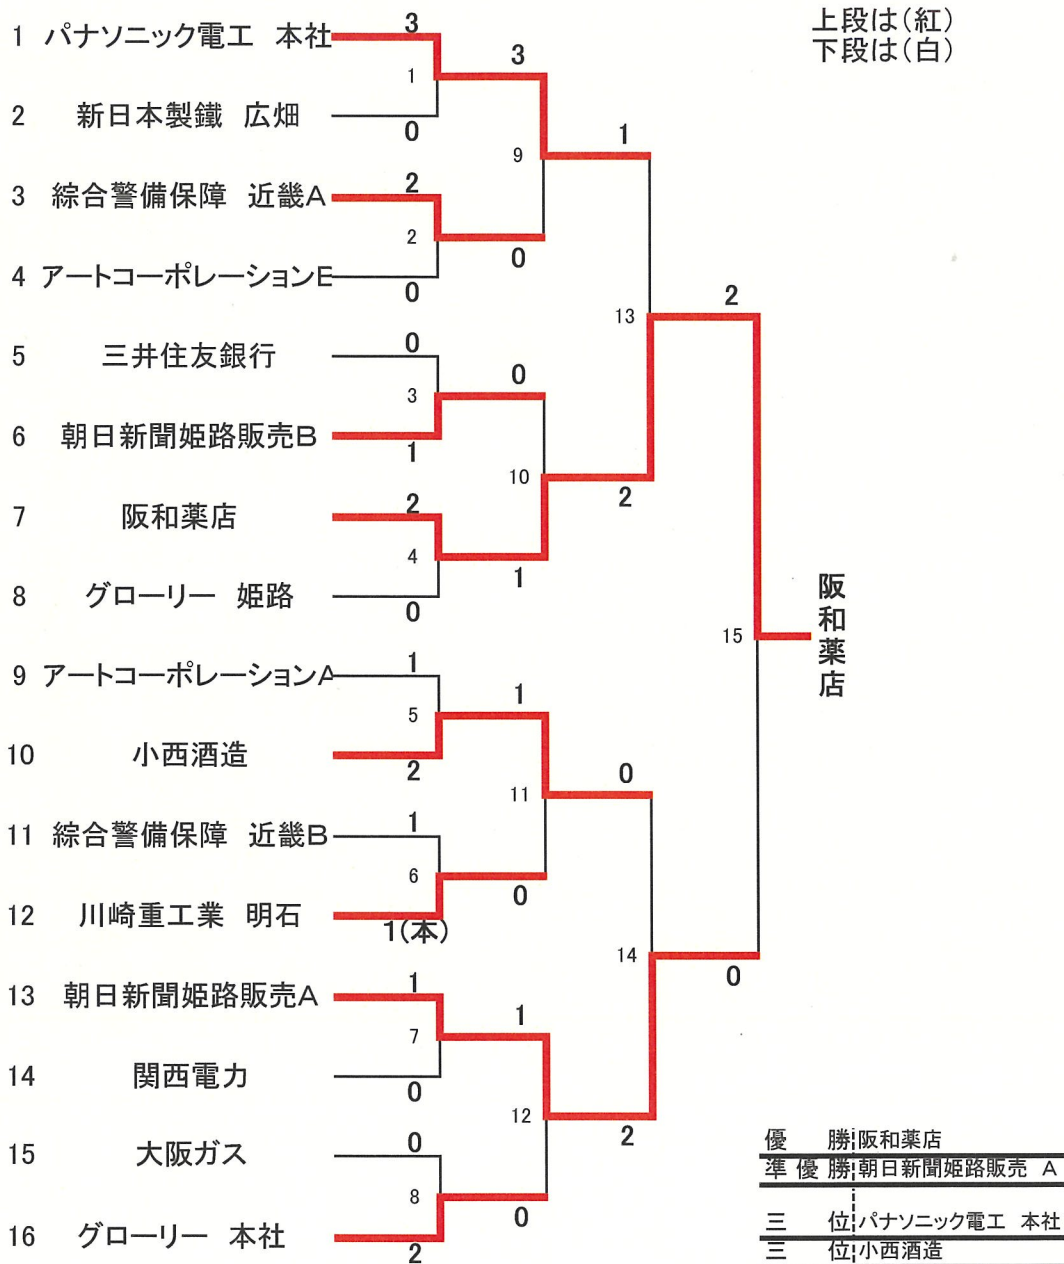 上段は(紅)
下段は(白)
1 パナソニック電工 本社 3
1
3
2 新日本製鐵 広畑 0
9
1
3 綜合警備保障 近畿A 2
2
0
4 アートコーポレーションE 0
13
2
5 三井住友銀行 0
3
0
6 朝日新聞姫路販売B 1
10
2
7 阪和薬店 2
4
1
8 グローリー 姫路 0
15
阪和薬店
9 アートコーポレーションA 1
5
1
10 小西酒造 2
11
0
11 綜合警備保障 近畿B 1
6
0
12 川崎重工業 明石 1(本)
14
0
13 朝日新聞姫路販売A 1
7
1
14 関西電力 0
12
2
15 大阪ガス 0
8
0
16 グローリー 本社 2
優勝 阪和薬店
準優勝 朝日新聞姫路販売 A
三位 パナソニック電工 本社
三位 小西酒造